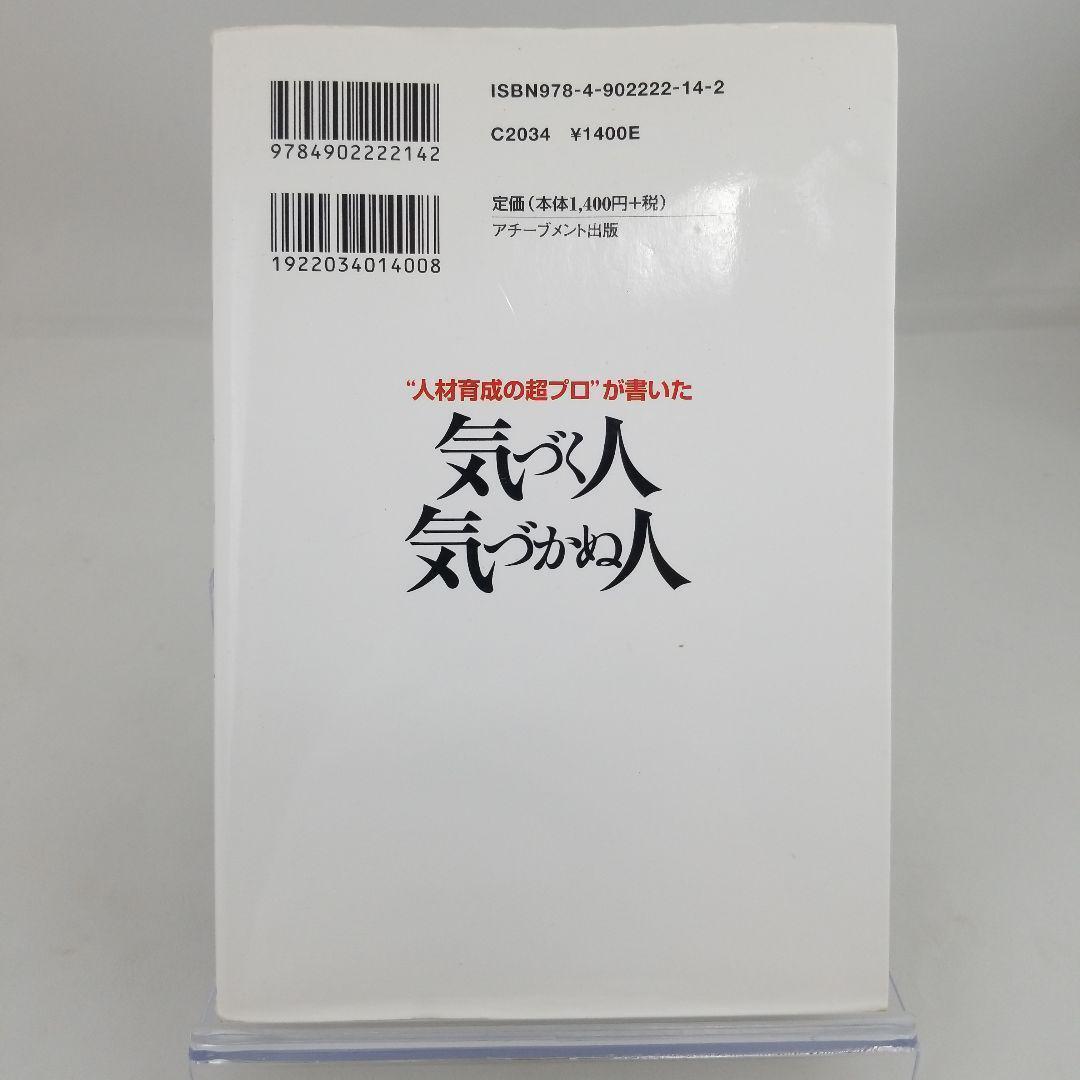 ISBN978-4-902222-14-2
C2034 ¥1400E
9784902222142
定価(本体1,400円+税)
アチーブメント出版
1922034014008
“人材育成の超プロ”が書いた
気づく人
気づかぬ人